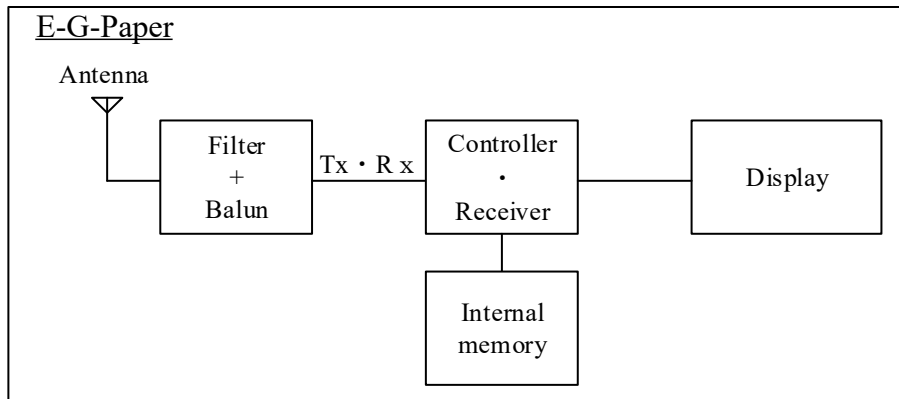 E-G-Paper
Antenna
Filter
+
Balun
Tx・Rx
Controller
・
Receiver
Display
Internal
memory